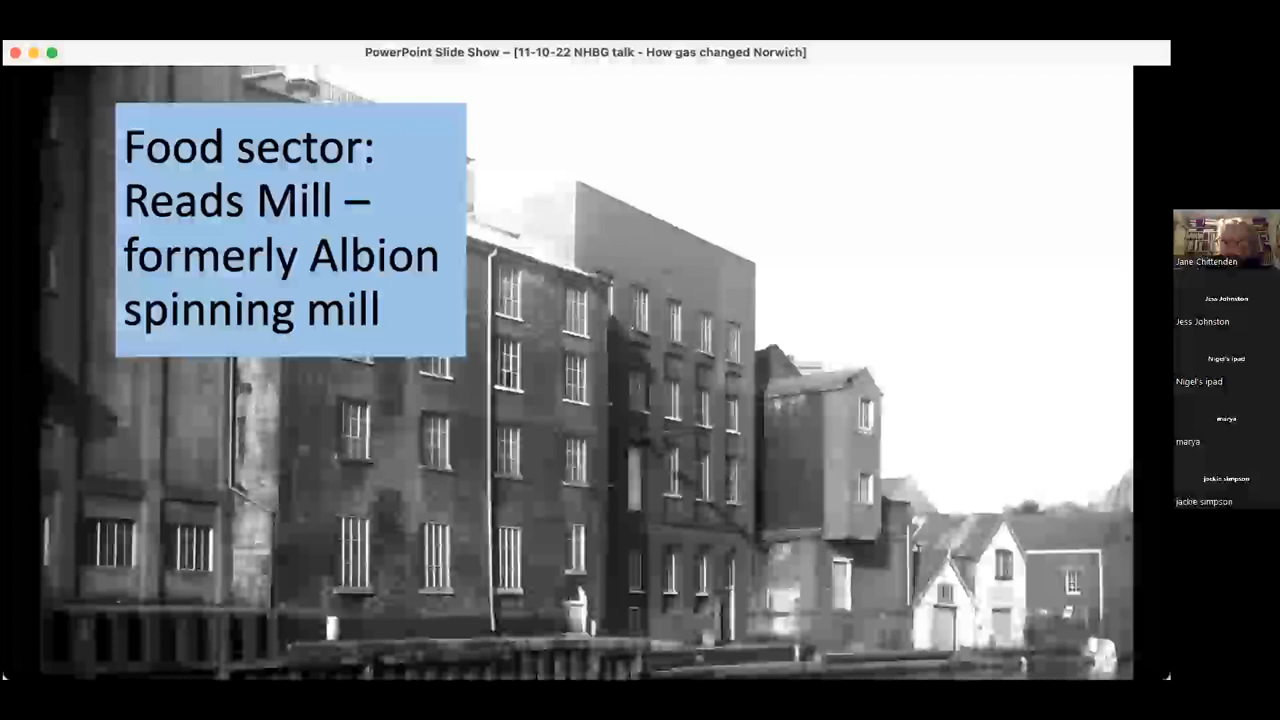 PowerPoint Slide Show – [11-10-22 NHBG talk - How gas changed Norwich]
Food sector:
Reads Mill –
formerly Albion
spinning mill
Jane Chittenden
Jess Johnston
Jess Johnston
Nigel's ipad
Nigel's ipad
marya
marya
jackie simpson
jackie simpson